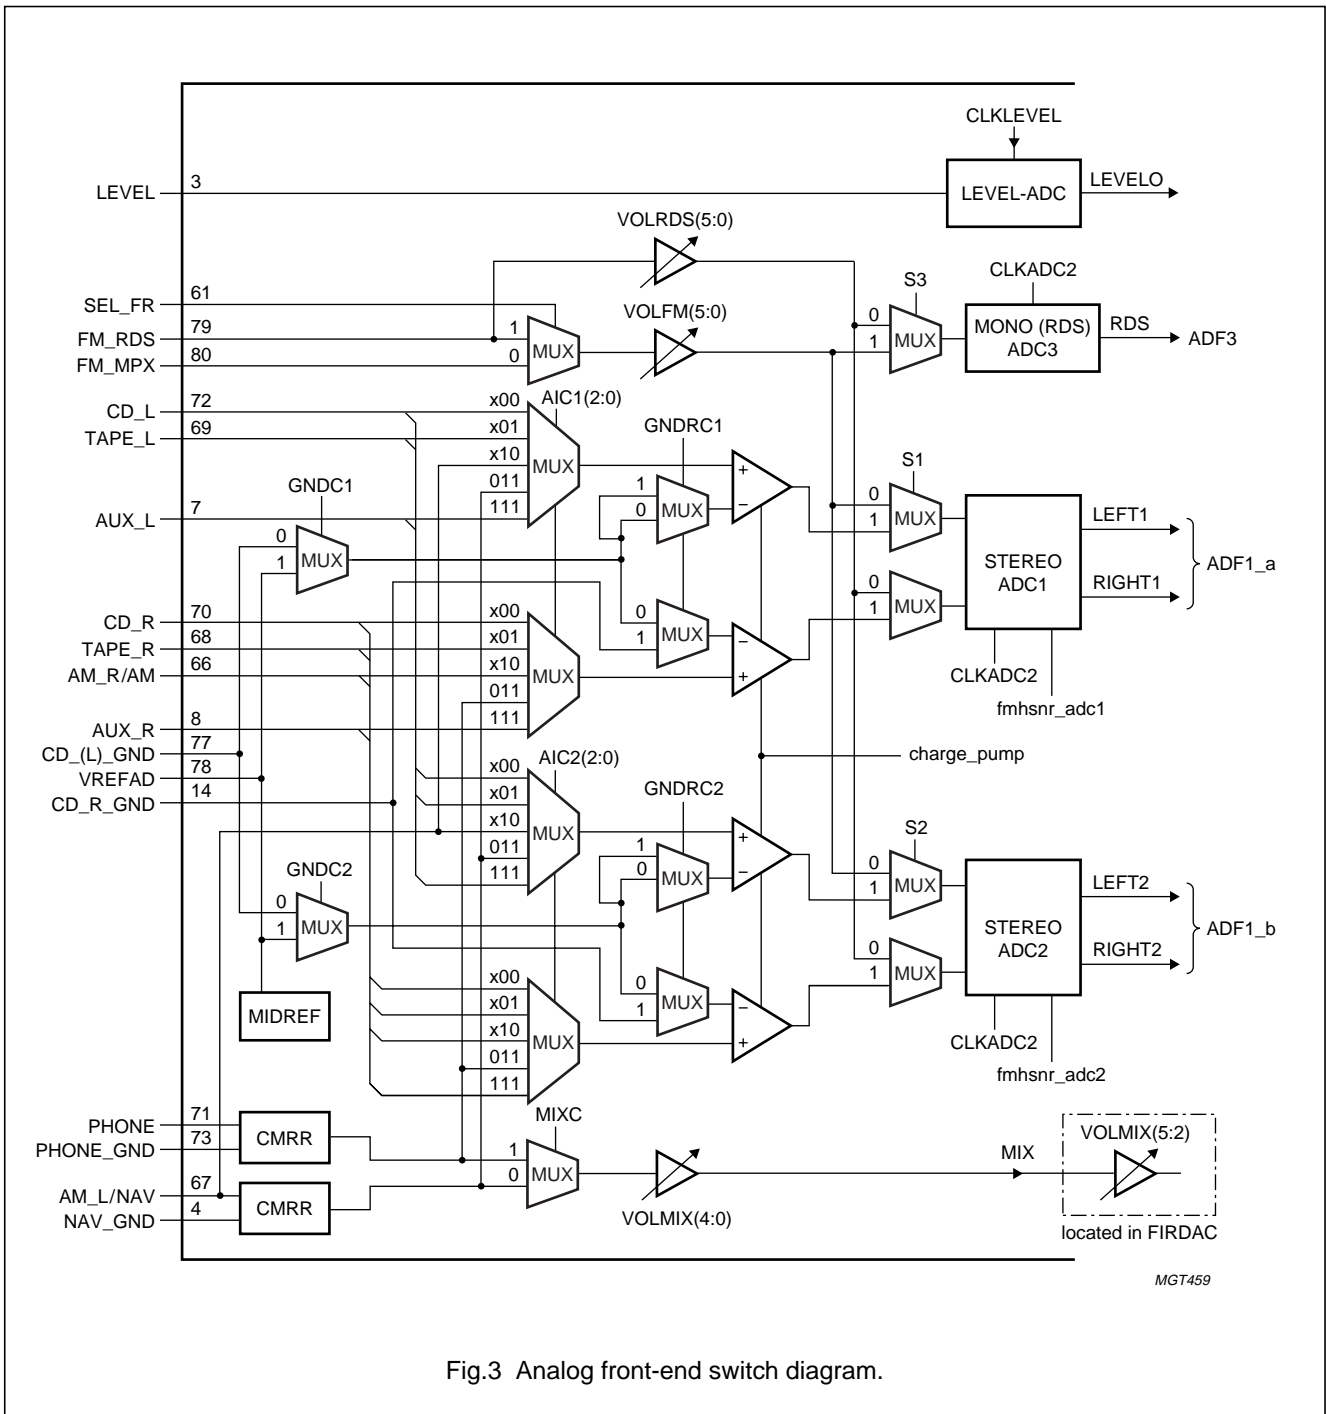 CLKLEVEL
LEVEL
3
LEVEL-ADC
LEVELO
VOLRDS(5:0)
SEL_FR
61
S3
CLKADC2
FM_RDS
79
1
MUX
VOLFM(5:0)
0
1
MUX
MONO (RDS)
ADC3
RDS
ADF3
FM_MPX
80
0
CD_L
72
x00
AIC1(2:0)
TAPE_L
69
x01
GNDRC1
x10
MUX
+
S1
GNDC1
011
1
MUX
0
−
0
MUX
1
LEFT1
AUX_L
7
111
0
MUX
1
STEREO
ADC1
ADF1_a
0
MUX
1
RIGHT1
CD_R
70
x00
0
MUX
1
−
TAPE_R
68
x01
AM_R/AM
66
x10
MUX
+
CLKADC2
011
fmhsnr_adc1
AUX_R
8
111
CD_(L)_GND
77
AIC2(2:0)
charge_pump
VREFAD
78
x00
GNDRC2
CD_R_GND
14
x01
x10
MUX
+
S2
011
1
MUX
0
−
0
MUX
1
GNDC2
111
LEFT2
0
MUX
1
STEREO
ADC2
ADF1_b
0
MUX
1
RIGHT2
x00
0
MUX
1
−
MIDREF
x01
x10
MUX
+
CLKADC2
011
fmhsnr_adc2
111
PHONE
71
CMRR
MIXC
VOLMIX(5:2)
PHONE_GND
73
1
MUX
0
MIX
AM_L/NAV
67
CMRR
NAV_GND
4
VOLMIX(4:0)
located in FIRDAC
MGT459
Fig.3 Analog front-end switch diagram.